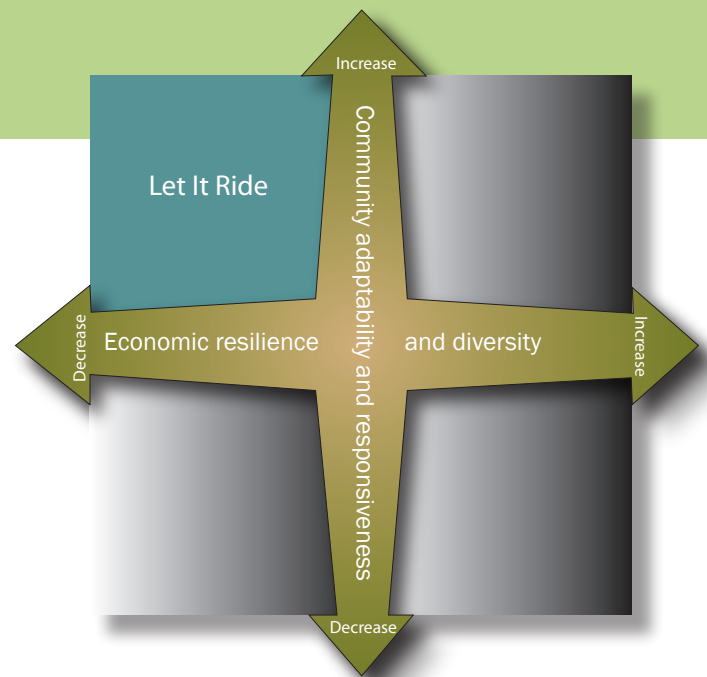 Increase
Community adaptability and responsiveness
Let It Ride
Decrease
Economic resilience and diversity
Increase
Decrease